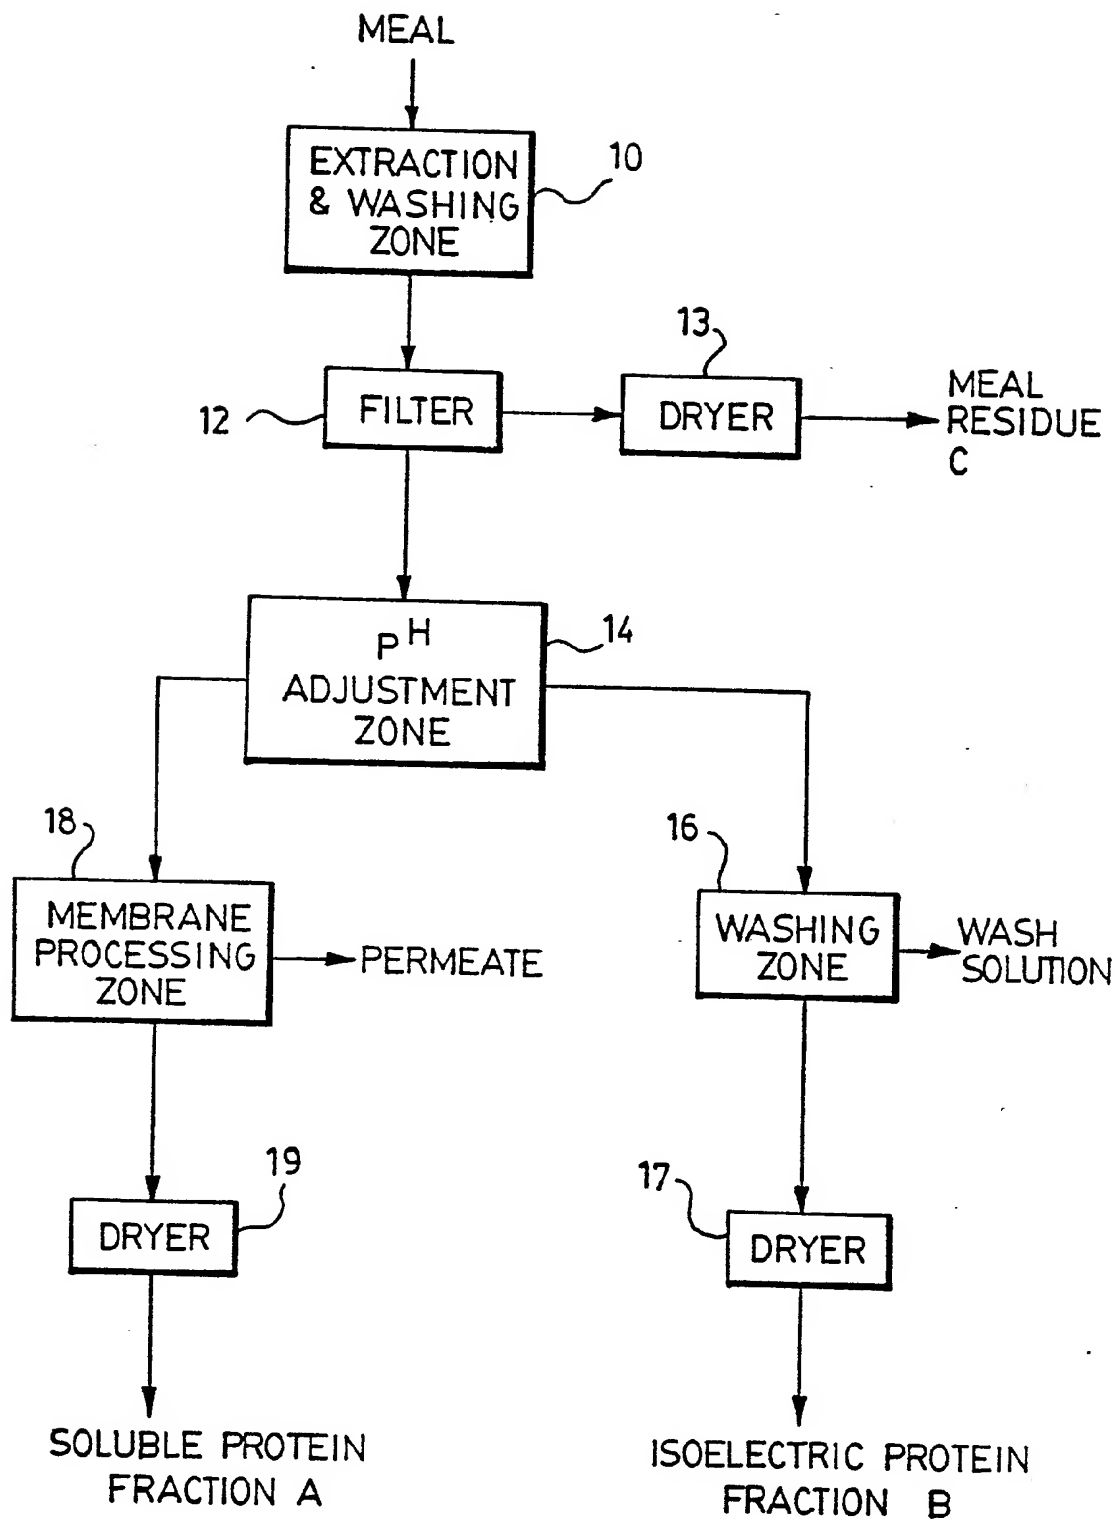 MEAL
EXTRACTION
& WASHING
ZONE
10
13
12
FILTER
DRYER
MEAL
RESIDUE
C
PH
ADJUSTMENT
ZONE
14
18
16
MEMBRANE
PROCESSING
ZONE
PERMEATE
WASHING
ZONE
WASH
SOLUTION
19
17
DRYER
DRYER
SOLUBLE PROTEIN
FRACTION A
ISOELECTRIC PROTEIN
FRACTION B